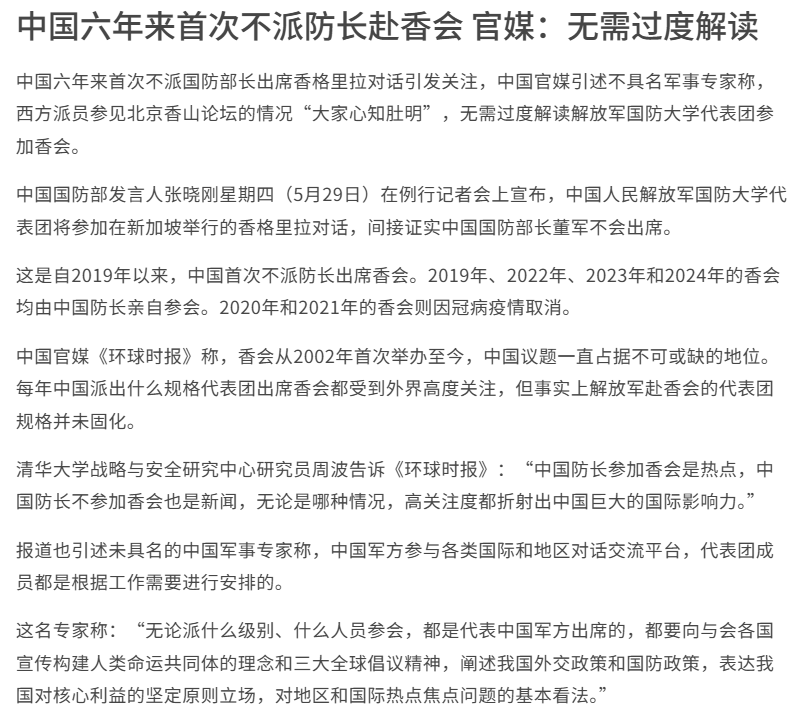 中国六年来首次不派防长赴香会 官媒：无需过度解读
中国六年来首次不派国防部长出席香格里拉对话引发关注，中国官媒引述不具名军事专家称，
西方派员参见北京香山论坛的情况“大家心知肚明”，无需过度解读解放军国防大学代表团参
加香会。
中国国防部发言人张晓刚星期四（5月29日）在例行记者会上宣布，中国人民解放军国防大学代
表团将参加在新加坡举行的香格里拉对话，间接证实中国国防部长董军不会出席。
这是自2019年以来，中国首次不派防长出席香会。2019年、2022年、2023年和2024年的香会
均由中国防长亲自参会。2020年和2021年的香会则因冠病疫情取消。
中国官媒《环球时报》称，香会从2002年首次举办至今，中国议题一直占据不可或缺的地位。
每年中国派出什么规格代表团出席香会都受到外界高度关注，但事实上解放军赴香会的代表团
规格并未固化。
清华大学战略与安全研究中心研究员周波告诉《环球时报》：“中国防长参加香会是热点，中
国防长不参加香会也是新闻，无论是哪种情况，高关注度都折射出中国巨大的国际影响力。”
报道也引述未具名的中国军事专家称，中国军方参与各类国际和地区对话交流平台，代表团成
员都是根据工作需要进行安排的。
这名专家称：“无论派什么级别、什么人员参会，都是代表中国军方出席的，都要向与会各国
宣传构建人类命运共同体的理念和三大全球倡议精神，阐述我国外交政策和国防政策，表达我
国对核心利益的坚定原则立场，对地区和国际热点焦点问题的基本看法。”